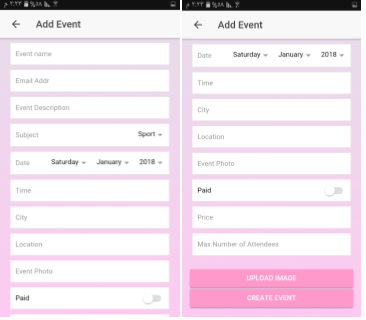 Add Event
Event name
Email Addr
Event Description
Subject Sport
Date Saturday January 2018
Time
City
Location
Event Photo
Paid
Add Event
Date Saturday January 2018
Time
City
Location
Event Photo
Paid
Price
Max.Number of Attendees
UPLOAD IMAGE
CREATE EVENT